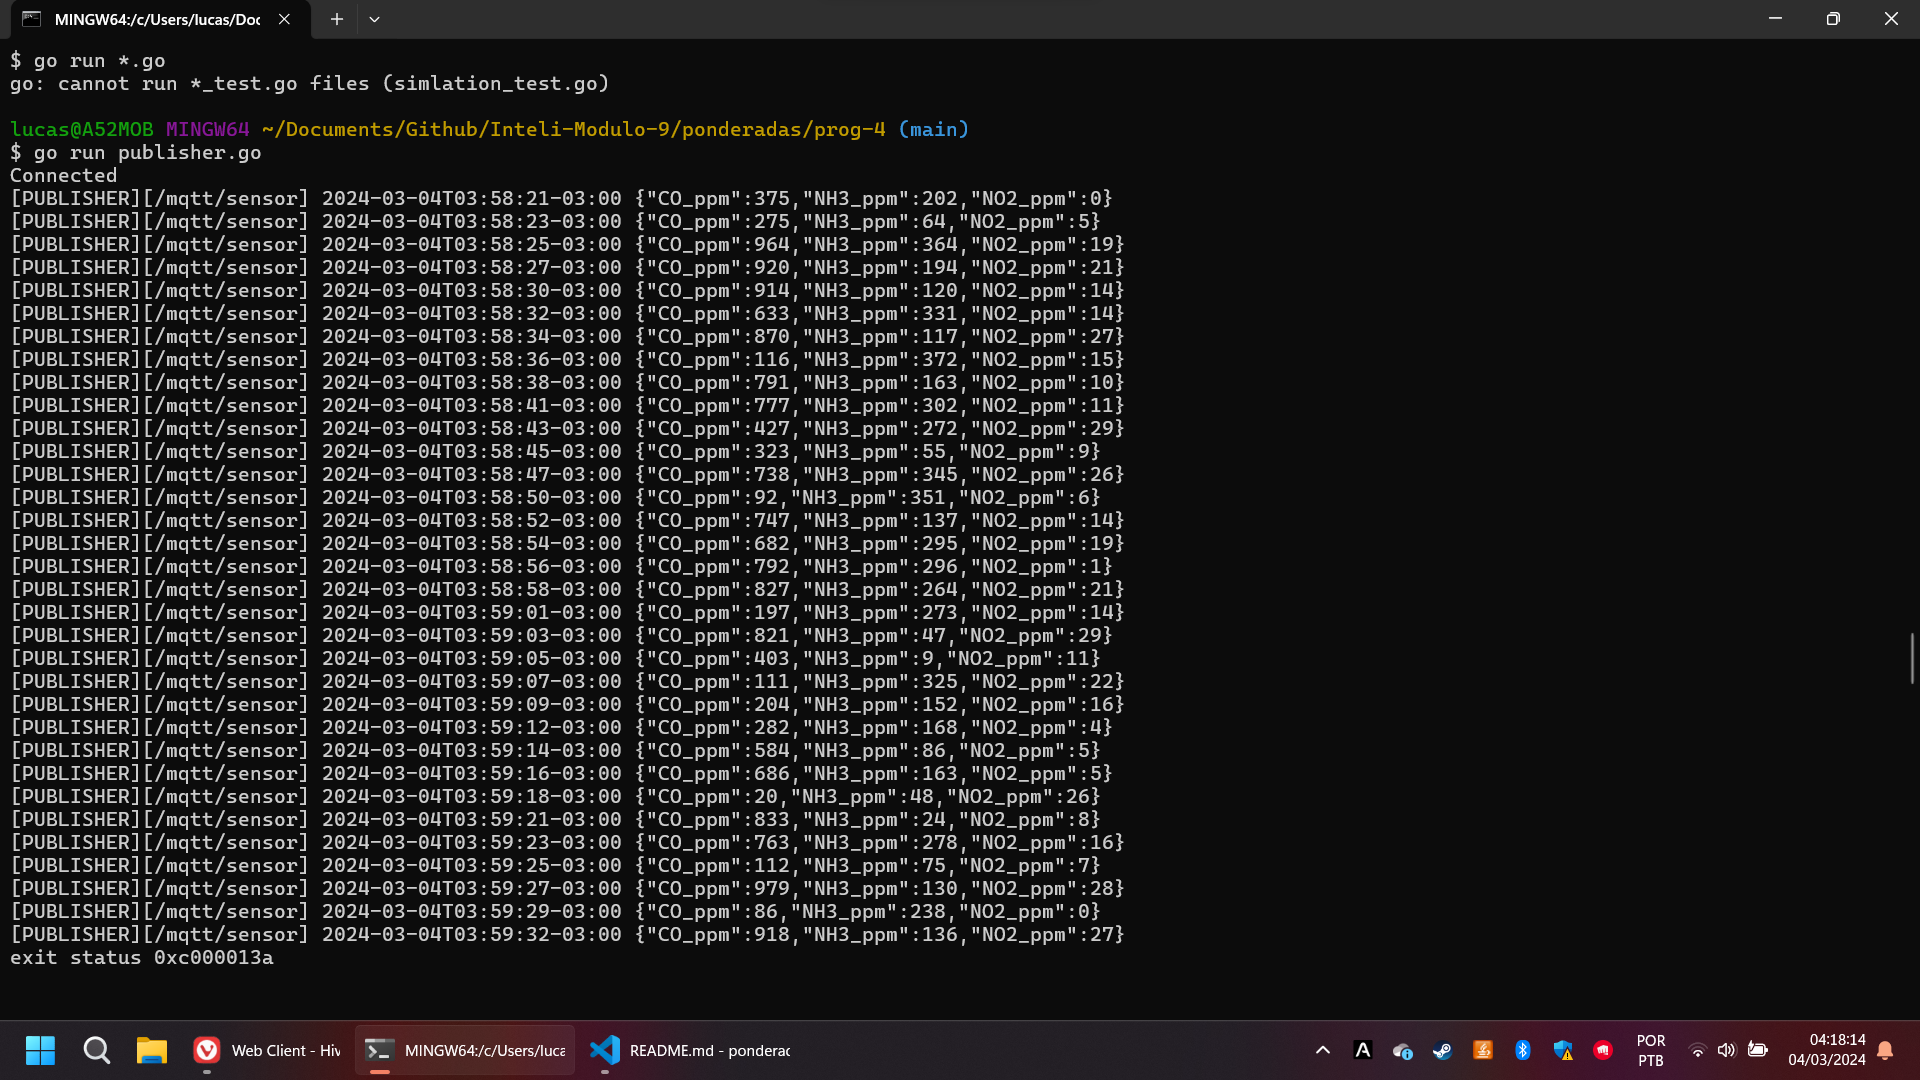 MINGW64:/c/Users/lucas/Doc
$ go run *.go
go: cannot run *_test.go files (simlation_test.go)
lucas@A52MOB MINGW64 ~/Documents/Github/Inteli-Modulo-9/ponderadas/prog-4 (main)
$ go run publisher.go
Connected
[PUBLISHER][/mqtt/sensor] 2024-03-04T03:58:21-03:00 {"CO_ppm":375,"NH3_ppm":202,"NO2_ppm":0}
[PUBLISHER][/mqtt/sensor] 2024-03-04T03:58:23-03:00 {"CO_ppm":275,"NH3_ppm":64,"NO2_ppm":5}
[PUBLISHER][/mqtt/sensor] 2024-03-04T03:58:25-03:00 {"CO_ppm":964,"NH3_ppm":364,"NO2_ppm":19}
[PUBLISHER][/mqtt/sensor] 2024-03-04T03:58:27-03:00 {"CO_ppm":920,"NH3_ppm":194,"NO2_ppm":21}
[PUBLISHER][/mqtt/sensor] 2024-03-04T03:58:30-03:00 {"CO_ppm":914,"NH3_ppm":120,"NO2_ppm":14}
[PUBLISHER][/mqtt/sensor] 2024-03-04T03:58:32-03:00 {"CO_ppm":633,"NH3_ppm":331,"NO2_ppm":14}
[PUBLISHER][/mqtt/sensor] 2024-03-04T03:58:34-03:00 {"CO_ppm":870,"NH3_ppm":117,"NO2_ppm":27}
[PUBLISHER][/mqtt/sensor] 2024-03-04T03:58:36-03:00 {"CO_ppm":116,"NH3_ppm":372,"NO2_ppm":15}
[PUBLISHER][/mqtt/sensor] 2024-03-04T03:58:38-03:00 {"CO_ppm":791,"NH3_ppm":163,"NO2_ppm":10}
[PUBLISHER][/mqtt/sensor] 2024-03-04T03:58:41-03:00 {"CO_ppm":777,"NH3_ppm":302,"NO2_ppm":11}
[PUBLISHER][/mqtt/sensor] 2024-03-04T03:58:43-03:00 {"CO_ppm":427,"NH3_ppm":272,"NO2_ppm":29}
[PUBLISHER][/mqtt/sensor] 2024-03-04T03:58:45-03:00 {"CO_ppm":323,"NH3_ppm":55,"NO2_ppm":9}
[PUBLISHER][/mqtt/sensor] 2024-03-04T03:58:47-03:00 {"CO_ppm":738,"NH3_ppm":345,"NO2_ppm":26}
[PUBLISHER][/mqtt/sensor] 2024-03-04T03:58:50-03:00 {"CO_ppm":92,"NH3_ppm":351,"NO2_ppm":6}
[PUBLISHER][/mqtt/sensor] 2024-03-04T03:58:52-03:00 {"CO_ppm":747,"NH3_ppm":137,"NO2_ppm":14}
[PUBLISHER][/mqtt/sensor] 2024-03-04T03:58:54-03:00 {"CO_ppm":682,"NH3_ppm":295,"NO2_ppm":19}
[PUBLISHER][/mqtt/sensor] 2024-03-04T03:58:56-03:00 {"CO_ppm":792,"NH3_ppm":296,"NO2_ppm":1}
[PUBLISHER][/mqtt/sensor] 2024-03-04T03:58:58-03:00 {"CO_ppm":827,"NH3_ppm":264,"NO2_ppm":21}
[PUBLISHER][/mqtt/sensor] 2024-03-04T03:59:01-03:00 {"CO_ppm":197,"NH3_ppm":273,"NO2_ppm":14}
[PUBLISHER][/mqtt/sensor] 2024-03-04T03:59:03-03:00 {"CO_ppm":821,"NH3_ppm":47,"NO2_ppm":29}
[PUBLISHER][/mqtt/sensor] 2024-03-04T03:59:05-03:00 {"CO_ppm":403,"NH3_ppm":9,"NO2_ppm":11}
[PUBLISHER][/mqtt/sensor] 2024-03-04T03:59:07-03:00 {"CO_ppm":111,"NH3_ppm":325,"NO2_ppm":22}
[PUBLISHER][/mqtt/sensor] 2024-03-04T03:59:09-03:00 {"CO_ppm":204,"NH3_ppm":152,"NO2_ppm":16}
[PUBLISHER][/mqtt/sensor] 2024-03-04T03:59:12-03:00 {"CO_ppm":282,"NH3_ppm":168,"NO2_ppm":4}
[PUBLISHER][/mqtt/sensor] 2024-03-04T03:59:14-03:00 {"CO_ppm":584,"NH3_ppm":86,"NO2_ppm":5}
[PUBLISHER][/mqtt/sensor] 2024-03-04T03:59:16-03:00 {"CO_ppm":686,"NH3_ppm":163,"NO2_ppm":5}
[PUBLISHER][/mqtt/sensor] 2024-03-04T03:59:18-03:00 {"CO_ppm":20,"NH3_ppm":48,"NO2_ppm":26}
[PUBLISHER][/mqtt/sensor] 2024-03-04T03:59:21-03:00 {"CO_ppm":833,"NH3_ppm":24,"NO2_ppm":8}
[PUBLISHER][/mqtt/sensor] 2024-03-04T03:59:23-03:00 {"CO_ppm":763,"NH3_ppm":278,"NO2_ppm":16}
[PUBLISHER][/mqtt/sensor] 2024-03-04T03:59:25-03:00 {"CO_ppm":112,"NH3_ppm":75,"NO2_ppm":7}
[PUBLISHER][/mqtt/sensor] 2024-03-04T03:59:27-03:00 {"CO_ppm":979,"NH3_ppm":130,"NO2_ppm":28}
[PUBLISHER][/mqtt/sensor] 2024-03-04T03:59:29-03:00 {"CO_ppm":86,"NH3_ppm":238,"NO2_ppm":0}
[PUBLISHER][/mqtt/sensor] 2024-03-04T03:59:32-03:00 {"CO_ppm":918,"NH3_ppm":136,"NO2_ppm":27}
exit status 0xc000013a
Web Client - Hiv
MINGW64:/c/Users/luca
README.md - ponderad
POR
PTB
04:18:14
04/03/2024